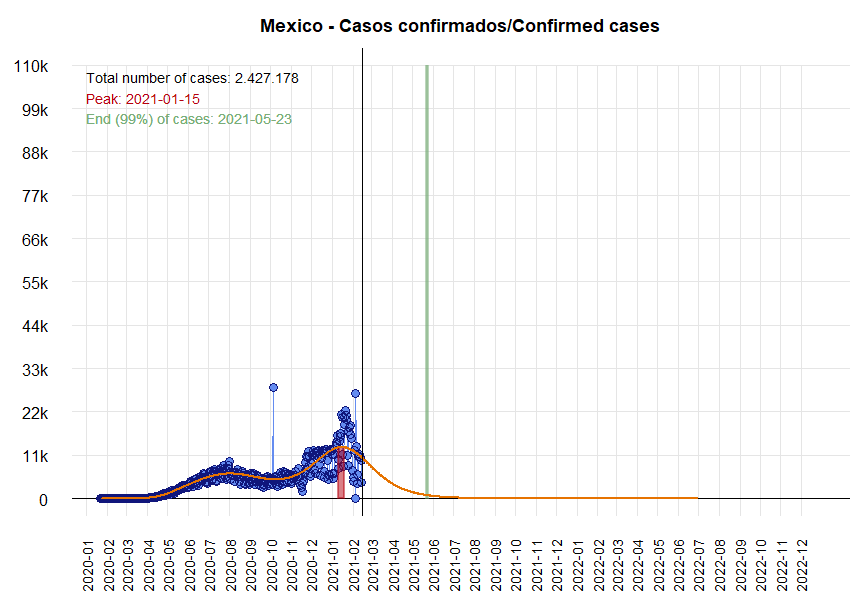 Mexico - Casos confirmados/Confirmed cases
110k
99k
88k
77k
66k
55k
44k
33k
22k
11k
0
Total number of cases: 2.427.178
Peak: 2021-01-15
End (99%) of cases: 2021-05-23
2020-01
2020-02
2020-03
2020-04
2020-05
2020-06
2020-07
2020-08
2020-09
2020-10
2020-11
2020-12
2021-01
2021-02
2021-03
2021-04
2021-05
2021-06
2021-07
2021-08
2021-09
2021-10
2021-11
2021-12
2022-01
2022-02
2022-03
2022-04
2022-05
2022-06
2022-07
2022-08
2022-09
2022-10
2022-11
2022-12